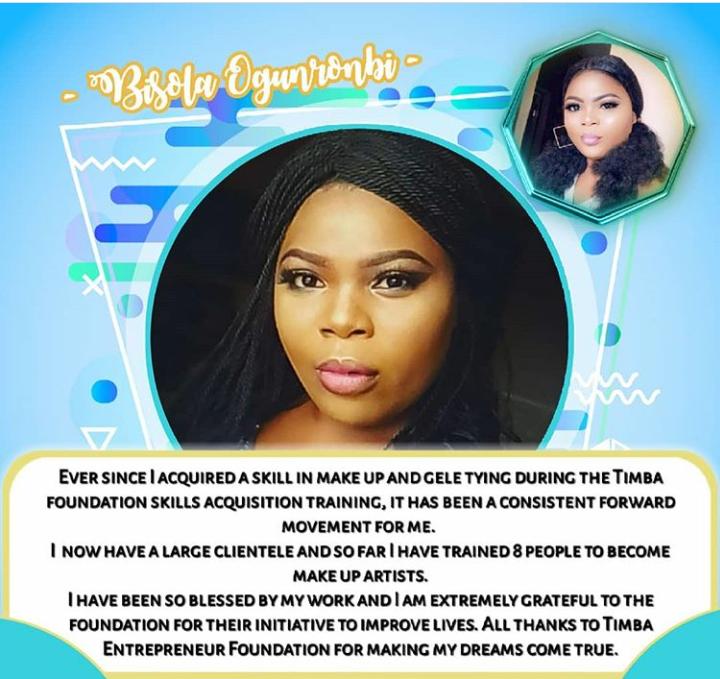 - Bisola Ogunronbi -
Ever since I acquired a skill in make up and gele tying during the Timba
foundation skills acquisition training, it has been a consistent forward
movement for me.
I now have a large clientele and so far I have trained 8 people to become
make up artists.
I have been so blessed by my work and I am extremely grateful to the
foundation for their initiative to improve lives. All thanks to Timba
Entrepreneur Foundation for making my dreams come true.